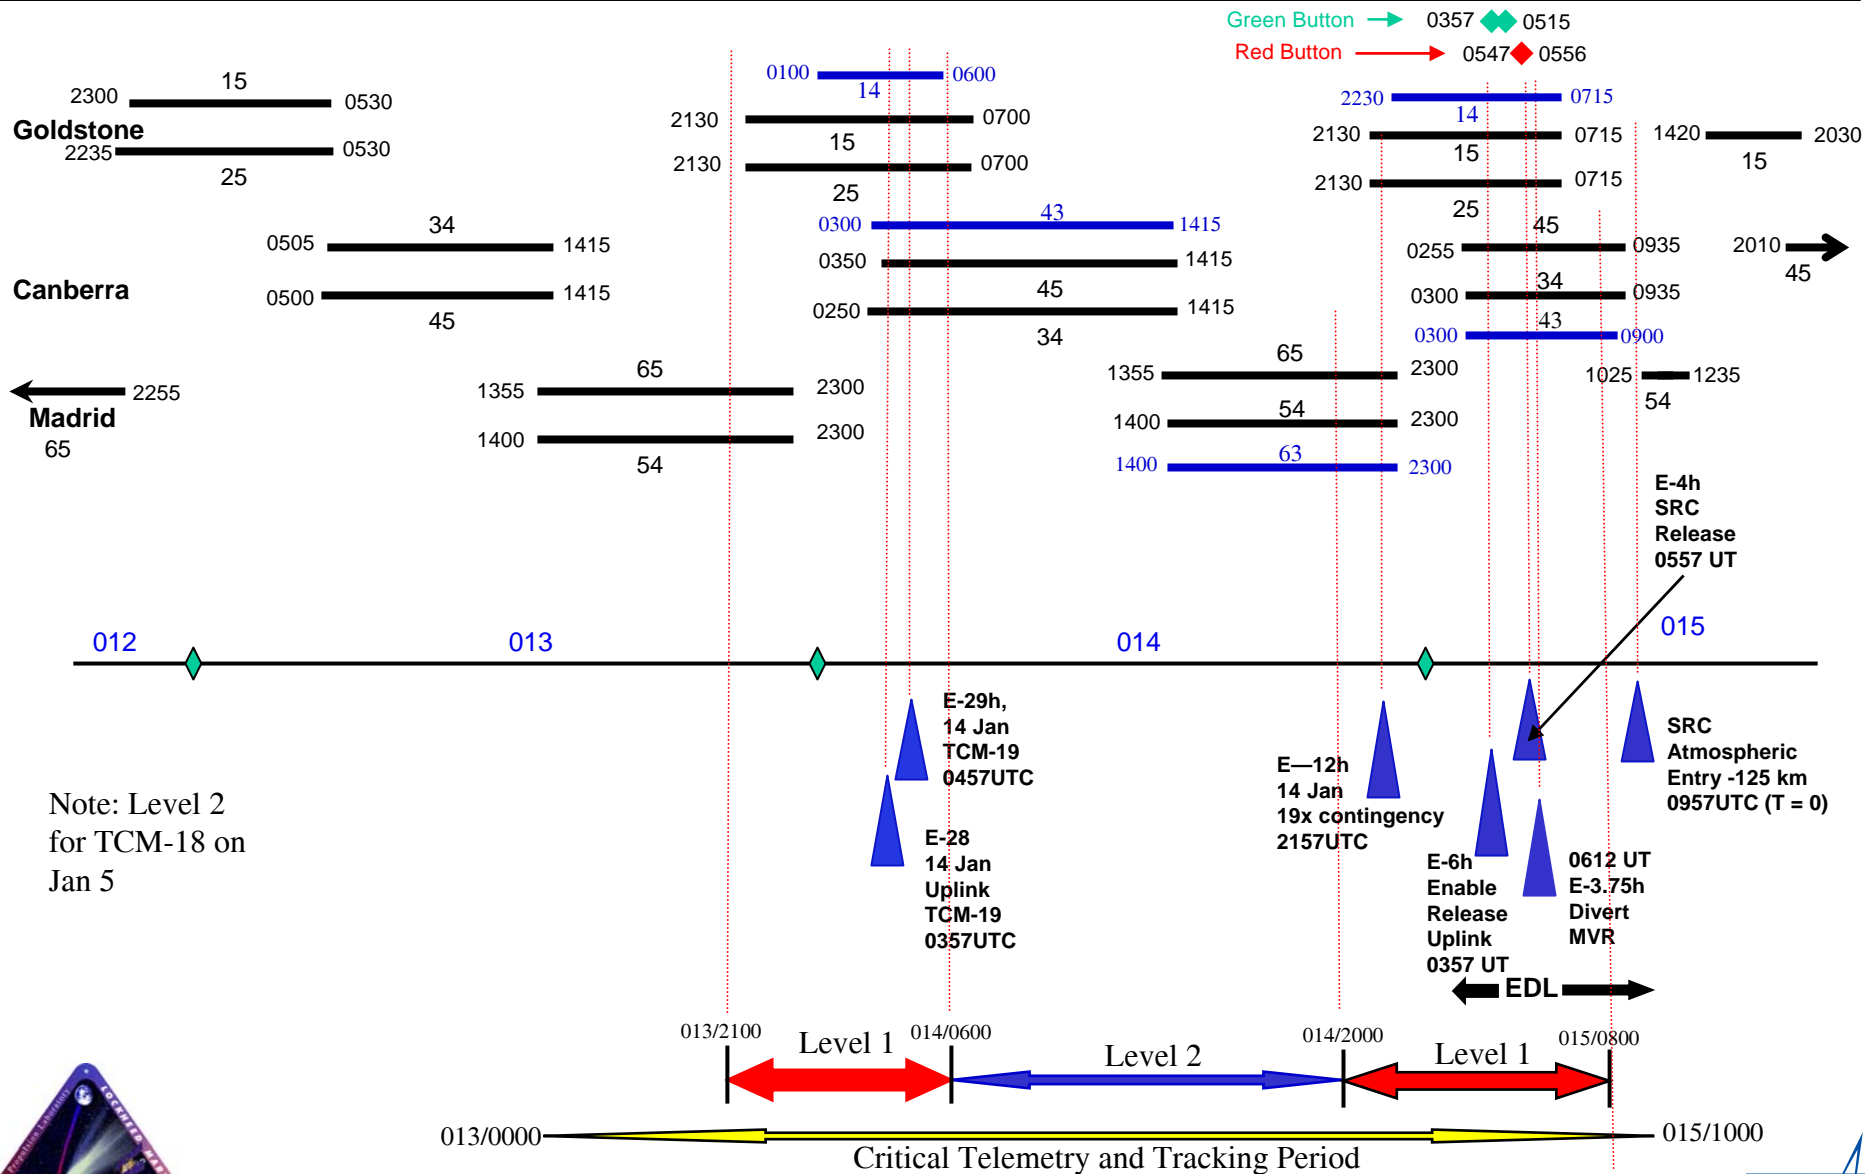 Green Button 0357 0515
Red Button 0547 0556
15
2300 0530
Goldstone
2235 0530
25
0100 0600
14
2130 0700
15
2130 0700
25
2230 0715
14
2130 0715
15
2130 0715
25
1420 2030
15
34
0505 1415
Canberra
0500 1415
45
0300 43 1415
0350 1415
45
0250 1415
34
45
0255 0935
34
0300 0935
43
0300 0900
2010
45
2255
Madrid
65
65
1355 2300
1400 2300
54
65
1355 2300
54
1400 2300
63
1400 2300
1025 1235
54
E-4h
SRC
Release
0557 UT
012 013 014 015
E-29h,
14 Jan
TCM-19
0457UTC
E-28
14 Jan
Uplink
TCM-19
0357UTC
E—12h
14 Jan
19x contingency
2157UTC
E-6h
Enable
Release
Uplink
0357 UT
0612 UT
E-3.75h
Divert
MVR
SRC
Atmospheric
Entry -125 km
0957UTC (T = 0)
Note: Level 2
for TCM-18 on
Jan 5
EDL
013/2100 014/0600 014/2000 015/0800
Level 1 Level 2 Level 1
013/0000 015/1000
Critical Telemetry and Tracking Period
LOCKHEED MAR
Propulsion Laboratory